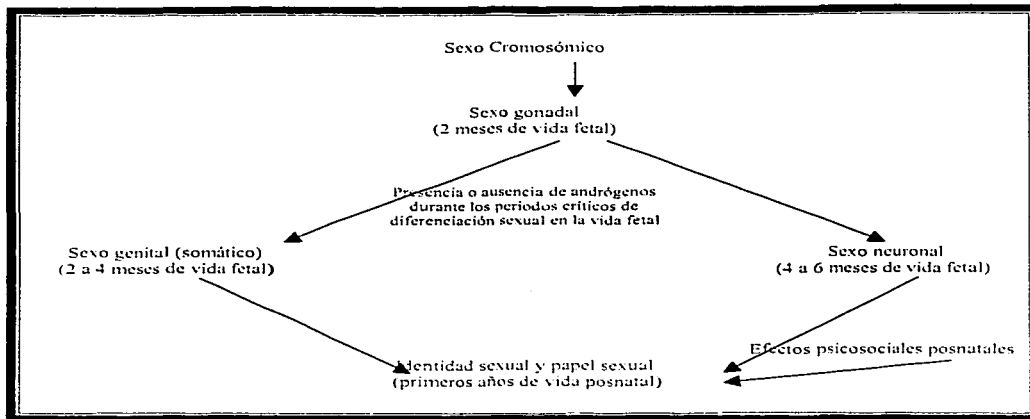 Sexo Cromosómico
Sexo gonadal
(2 meses de vida fetal)
Presencia o ausencia de andrógenos
durante los periodos críticos de
diferenciación sexual en la vida fetal
Sexo genital (somático)
(2 a 4 meses de vida fetal)
Sexo neuronal
(4 a 6 meses de vida fetal)
Efectos psicosociales posnatales
Identidad sexual y papel sexual
(primeros años de vida posnatal)